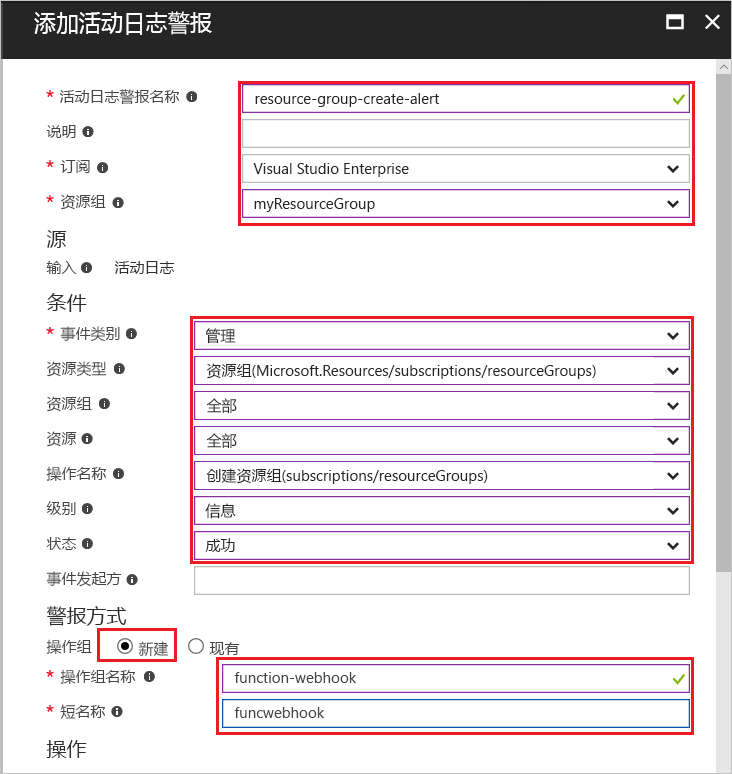 添加活动日志警报
* 活动日志警报名称 resource-group-create-alert
说明
* 订阅 Visual Studio Enterprise
* 资源组 myResourceGroup
源
输入 活动日志
条件
* 事件类别 管理
资源类型 资源组(Microsoft.Resources/subscriptions/resourceGroups)
资源组 全部
资源 全部
操作名称 创建资源组(subscriptions/resourceGroups)
级别 信息
状态 成功
事件发起方
警报方式
操作组 新建 现有
* 操作组名称 function-webhook
* 短名称 funcwebhook
操作